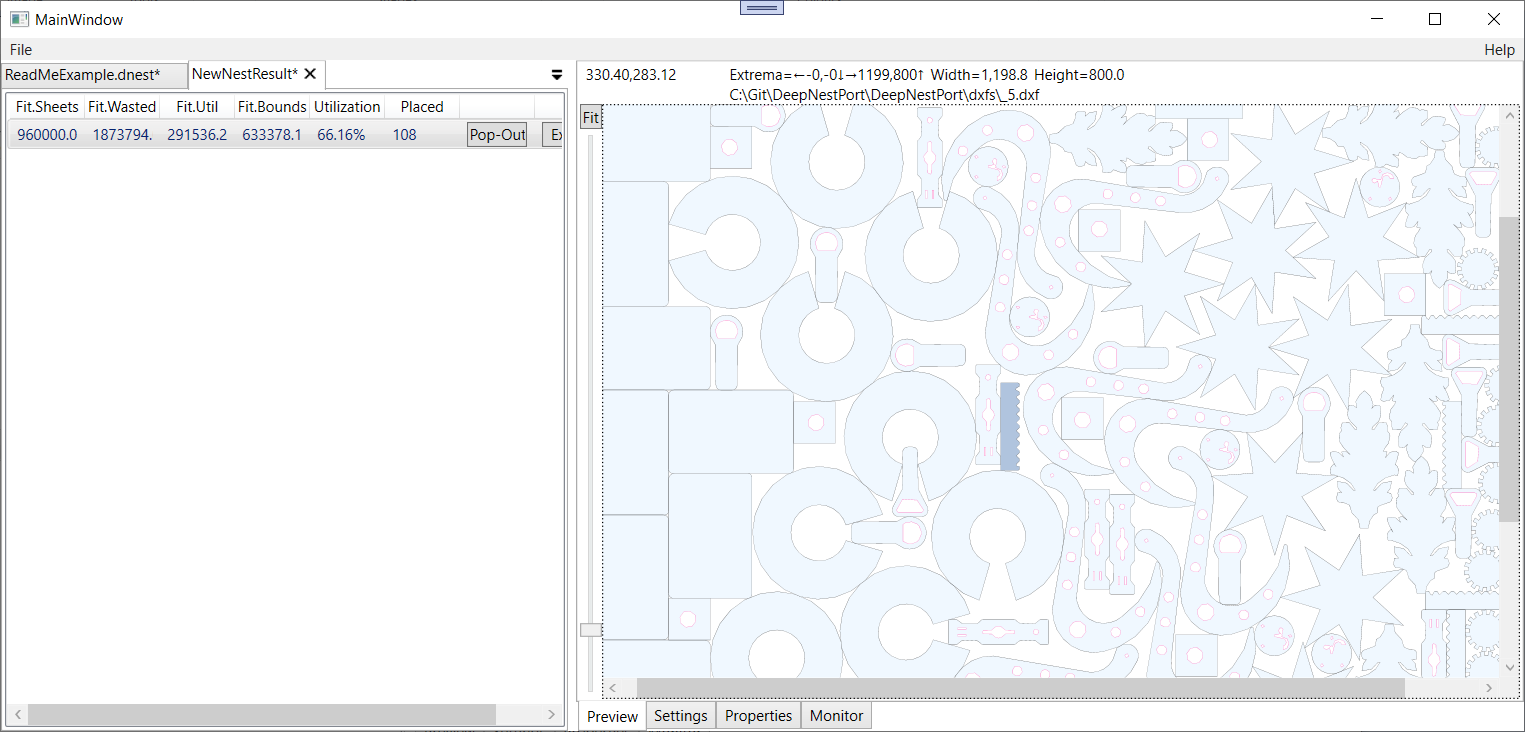 MainWindow
File Help
ReadMeExample.dnest* NewNestResult*
330.40,283.12 Extrema=←-0,-0↓→1199,800↑ Width=1,198.8 Height=800.0
C:\Git\DeepNestPort\DeepNestPort\dxfs\_5.dxf
Fit.Sheets Fit.Wasted Fit.Util Fit.Bounds Utilization Placed
960000.0 1873794. 291536.2 633378.1 66.16% 108 Pop-Out Ex
Fit
Preview Settings Properties Monitor